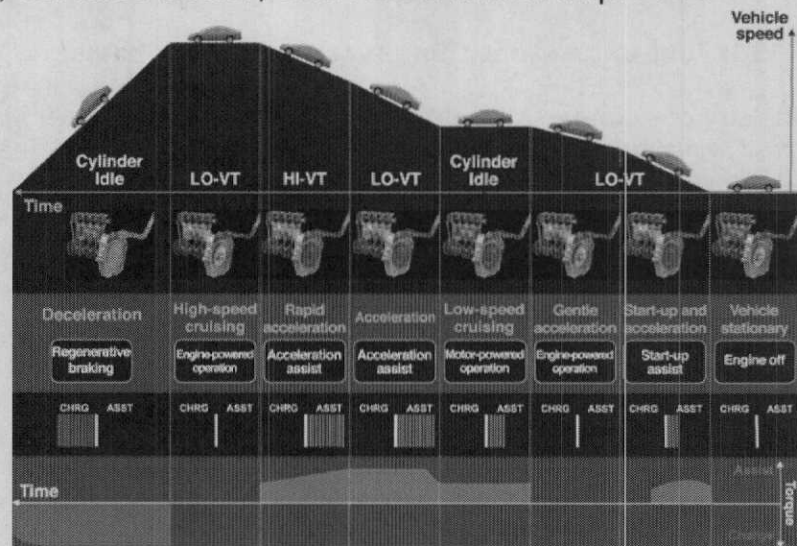 Vehicle
speed
Cylinder
Idle
LO-VT
HI-VT
LO-VT
Cylinder
Idle
LO-VT
Time
Deceleration
High-speed
cruising
Rapid
acceleration
Acceleration
Low-speed
cruising
Gentle
acceleration
Start-up and
acceleration
Vehicle
stationary
Regenerative
braking
Engine-powered
operation
Acceleration
assist
Acceleration
assist
Motor-powered
operation
Engine-powered
operation
Start-up
assist
Engine off
CHRG ASST
CHRG ASST
CHRG ASST
CHRG ASST
CHRG ASST
CHRG ASST
CHRG ASST
CHRG ASST
Assist
Time
Torque